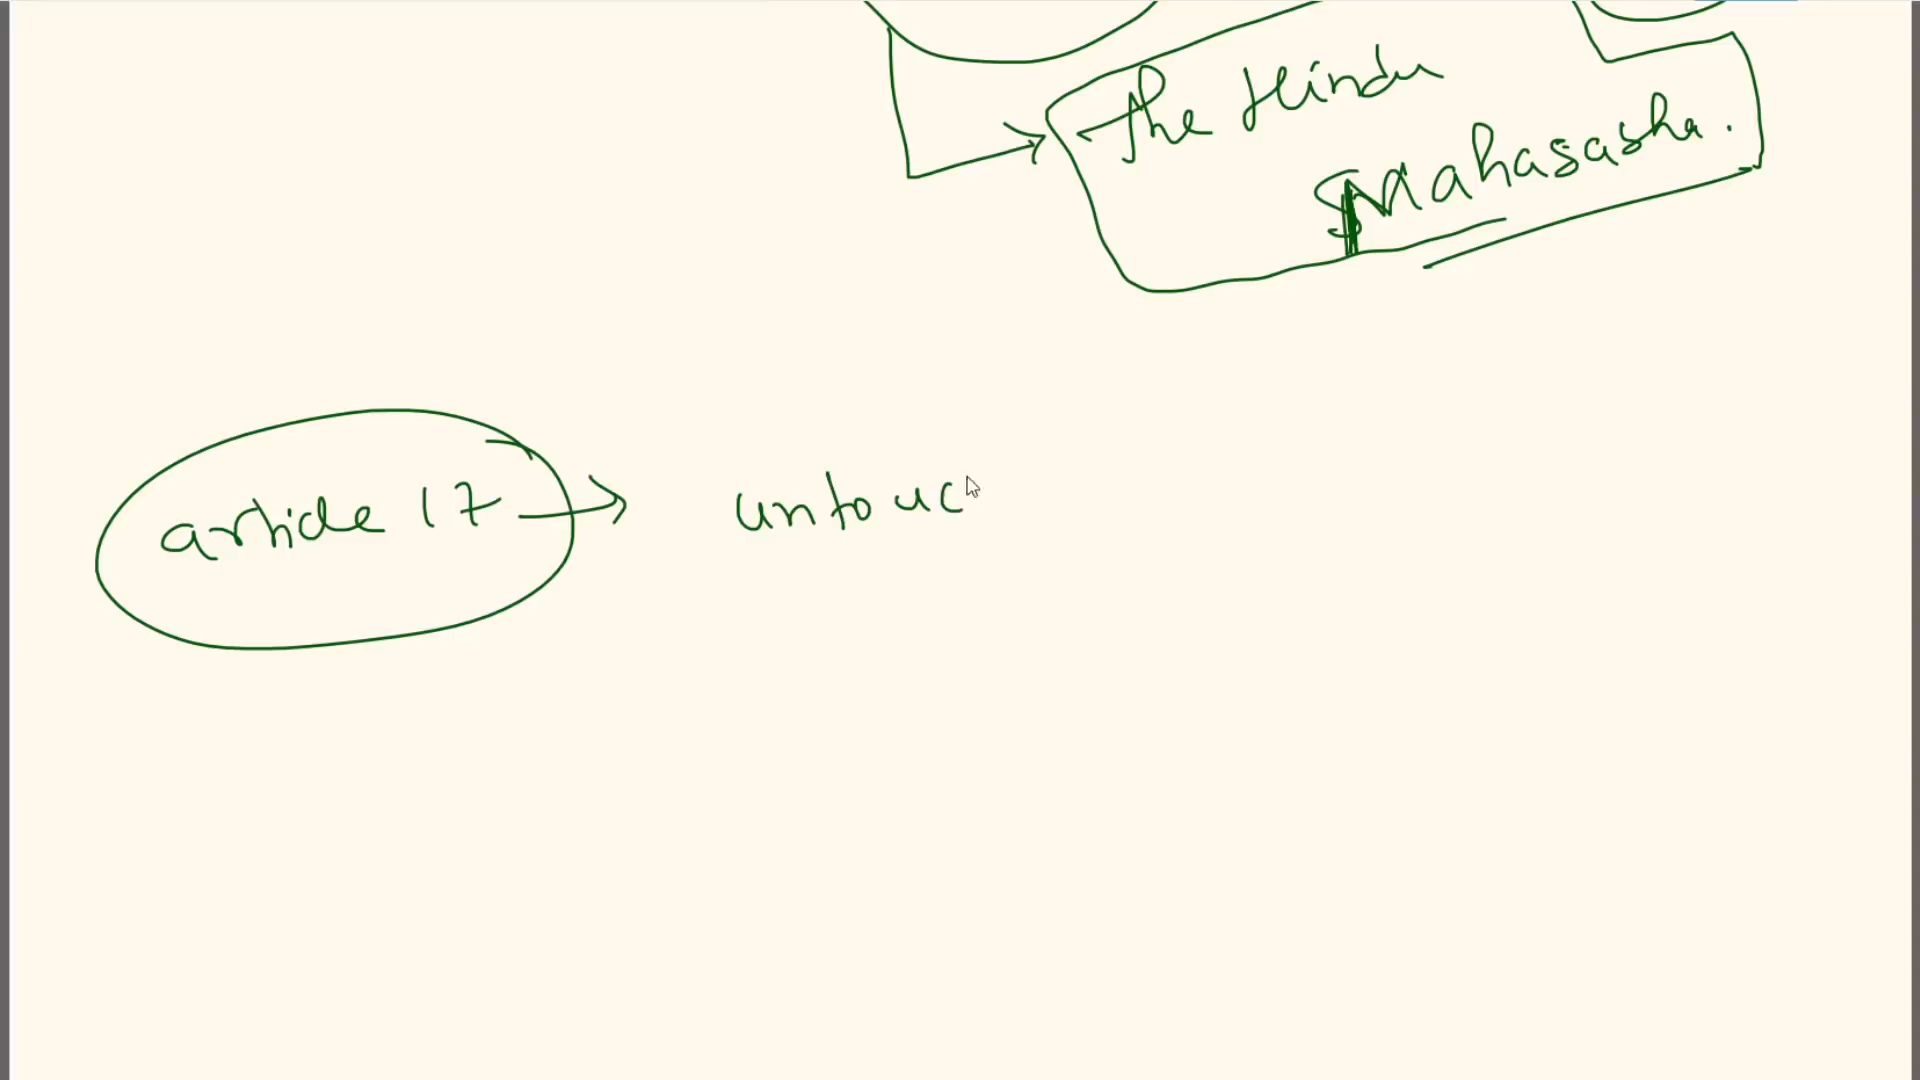 The Hindu
Mahasasha.
article 17 → untouc